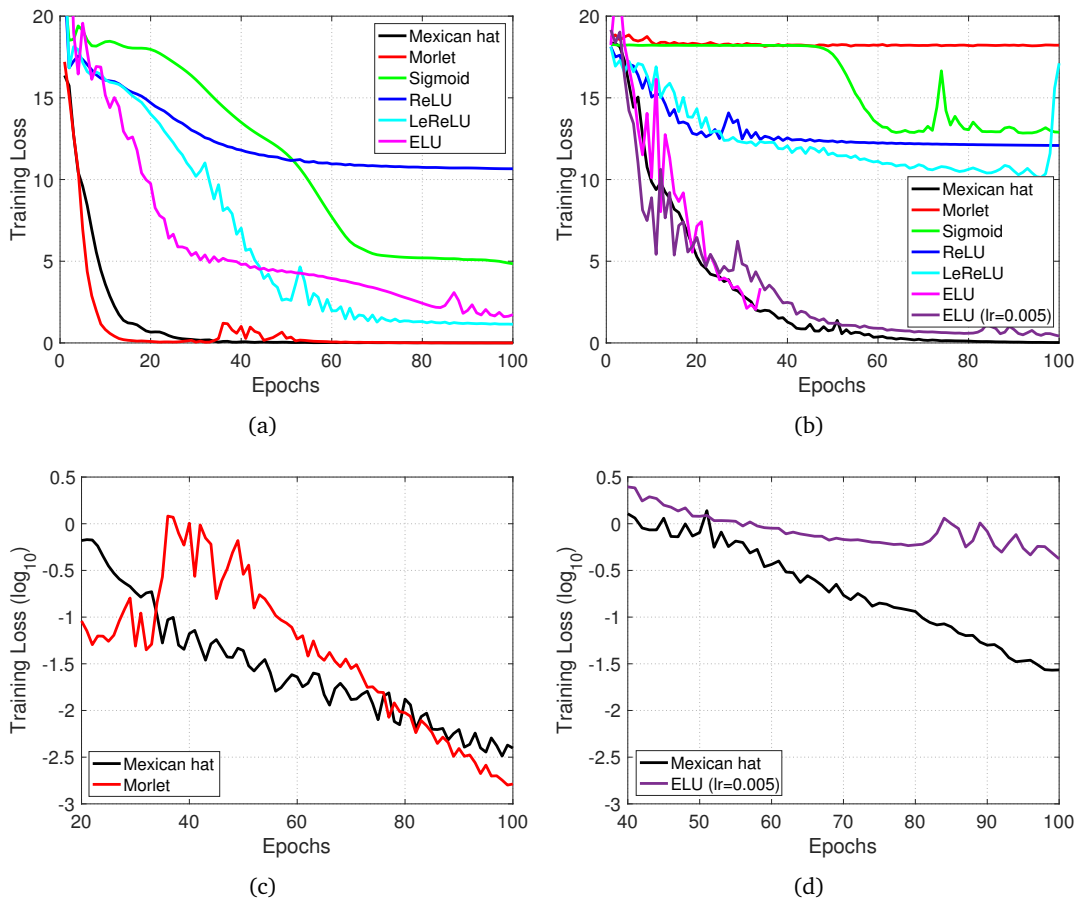 20
15
10
5
0
Training Loss
0
20
40
60
80
100
Epochs
Mexican hat
Morlet
Sigmoid
ReLU
LeReLU
ELU
(a)
20
15
10
5
0
Training Loss
0
20
40
60
80
100
Epochs
Mexican hat
Morlet
Sigmoid
ReLU
LeReLU
ELU
ELU (lr=0.005)
(b)
0.5
0
-0.5
-1
-1.5
-2
-2.5
-3
Training Loss (log10)
20
40
60
80
100
Epochs
Mexican hat
Morlet
(c)
0.5
0
-0.5
-1
-1.5
-2
-2.5
-3
Training Loss (log10)
40
50
60
70
80
90
100
Epochs
Mexican hat
ELU (lr=0.005)
(d)